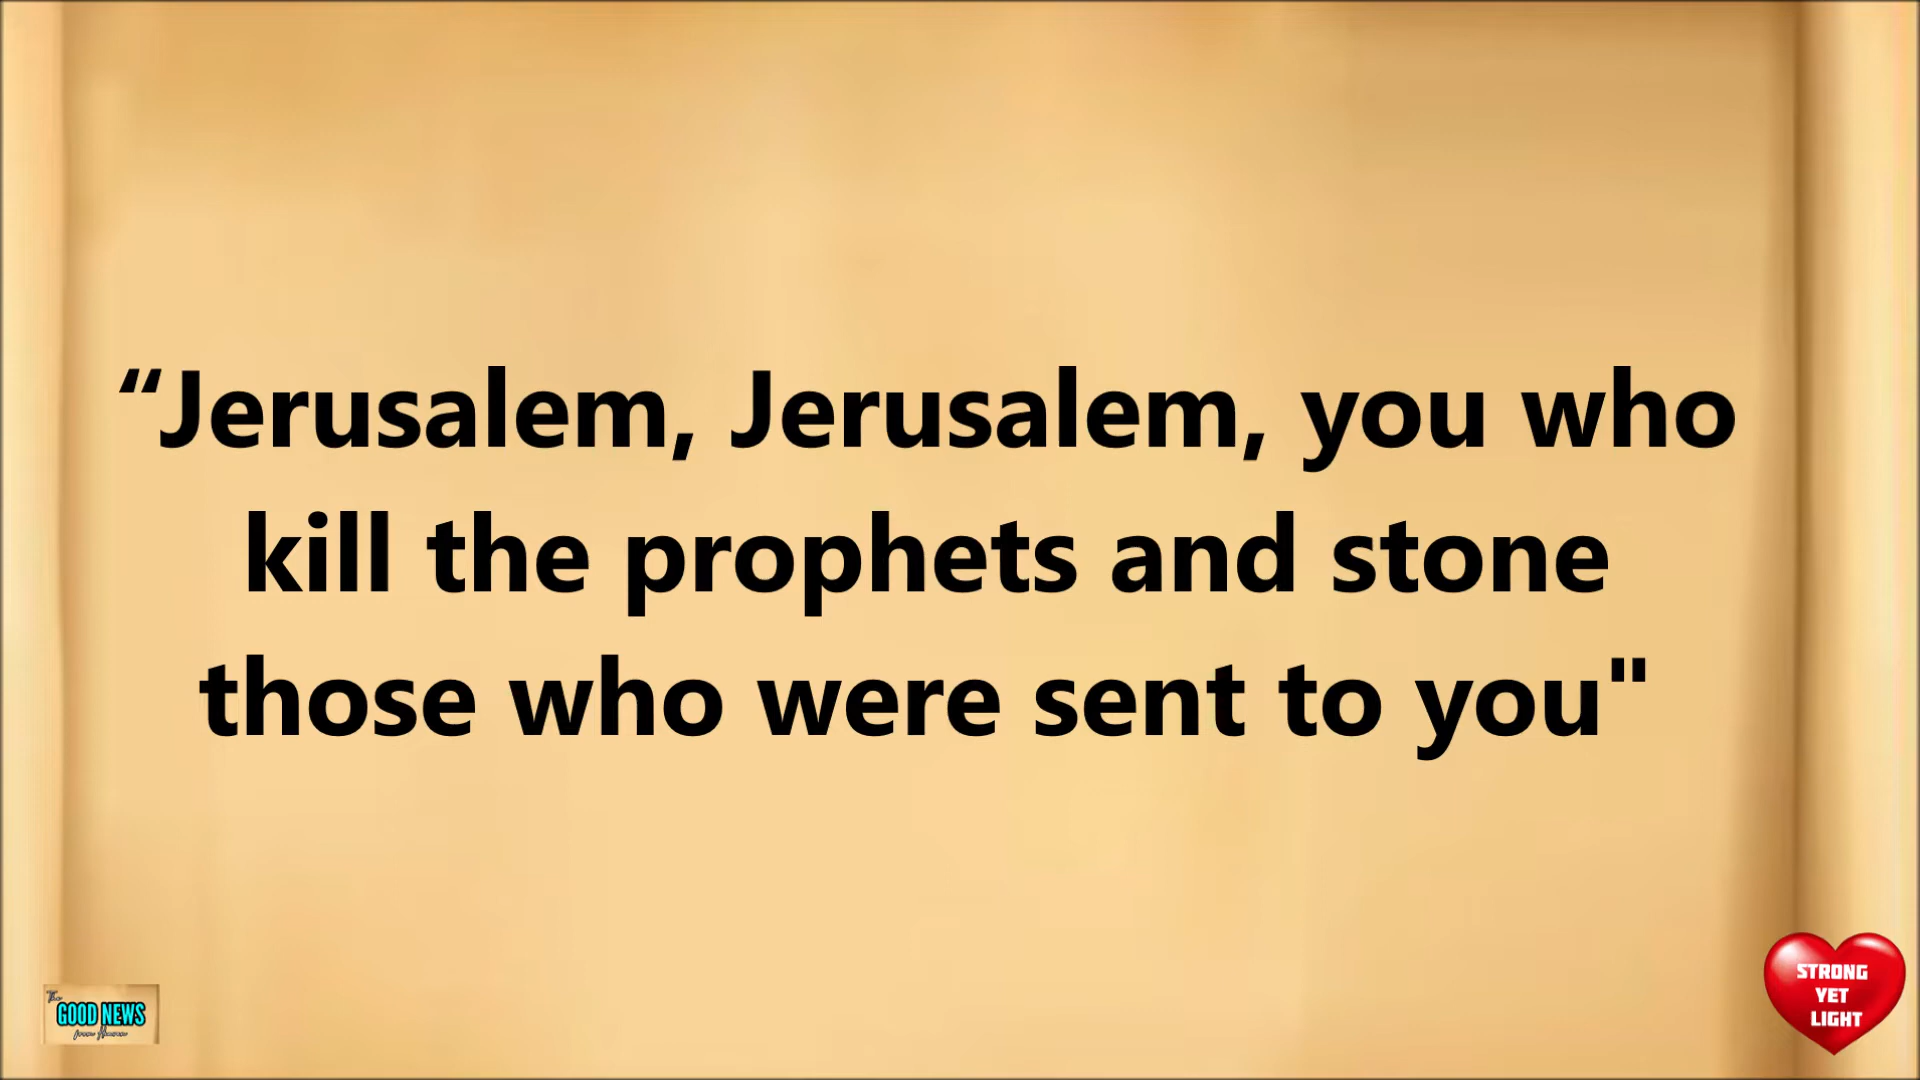 “Jerusalem, Jerusalem, you who
kill the prophets and stone
those who were sent to you"
The
GOOD NEWS
STRONG
YET
LIGHT